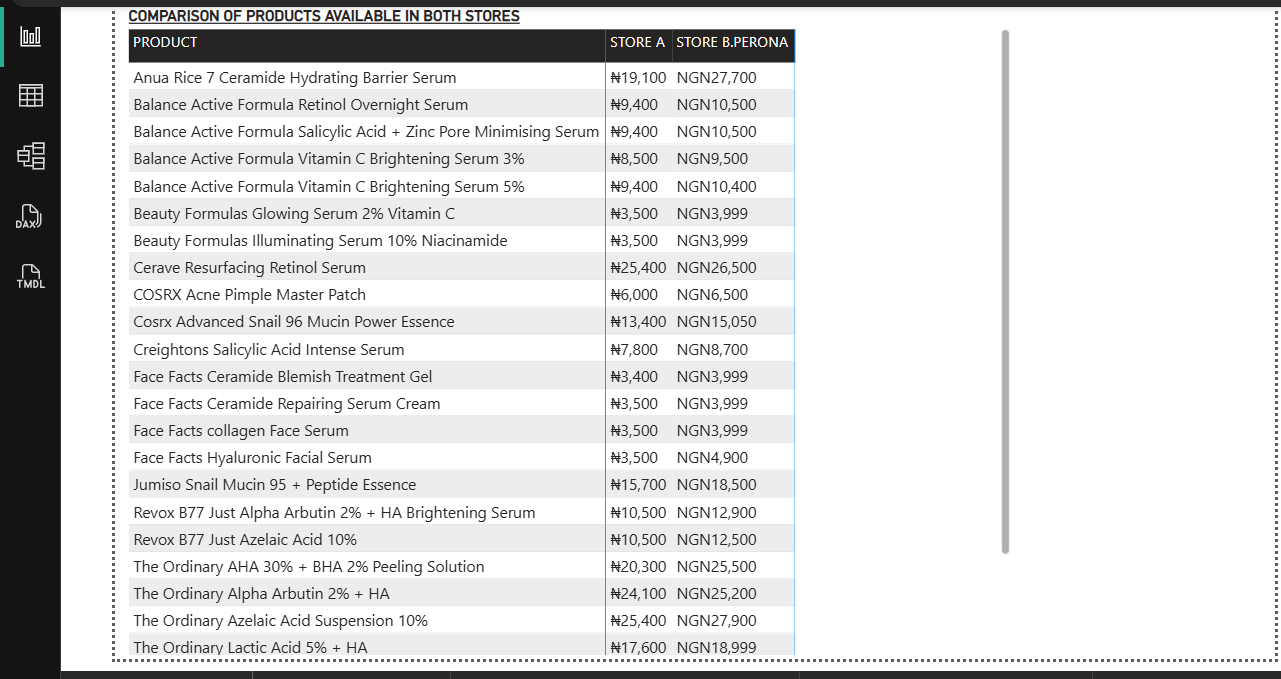 COMPARISON OF PRODUCTS AVAILABLE IN BOTH STORES
PRODUCT STORE A STORE B.PERONA
Anua Rice 7 Ceramide Hydrating Barrier Serum ₦19,100 NGN27,700
Balance Active Formula Retinol Overnight Serum ₦9,400 NGN10,500
Balance Active Formula Salicylic Acid + Zinc Pore Minimising Serum ₦9,400 NGN10,500
Balance Active Formula Vitamin C Brightening Serum 3% ₦8,500 NGN9,500
Balance Active Formula Vitamin C Brightening Serum 5% ₦9,400 NGN10,400
Beauty Formulas Glowing Serum 2% Vitamin C ₦3,500 NGN3,999
Beauty Formulas Illuminating Serum 10% Niacinamide ₦3,500 NGN3,999
Cerave Resurfacing Retinol Serum ₦25,400 NGN26,500
COSRX Acne Pimple Master Patch ₦6,000 NGN6,500
Cosrx Advanced Snail 96 Mucin Power Essence ₦13,400 NGN15,050
Creightons Salicylic Acid Intense Serum ₦7,800 NGN8,700
Face Facts Ceramide Blemish Treatment Gel ₦3,400 NGN3,999
Face Facts Ceramide Repairing Serum Cream ₦3,500 NGN3,999
Face Facts collagen Face Serum ₦3,500 NGN3,999
Face Facts Hyaluronic Facial Serum ₦3,500 NGN4,900
Jumiso Snail Mucin 95 + Peptide Essence ₦15,700 NGN18,500
Revox B77 Just Alpha Arbutin 2% + HA Brightening Serum ₦10,500 NGN12,900
Revox B77 Just Azelaic Acid 10% ₦10,500 NGN12,500
The Ordinary AHA 30% + BHA 2% Peeling Solution ₦20,300 NGN25,500
The Ordinary Alpha Arbutin 2% + HA ₦24,100 NGN25,200
The Ordinary Azelaic Acid Suspension 10% ₦25,400 NGN27,900
The Ordinary Lactic Acid 5% + HA ₦17,600 NGN18,999
DAX
TMDL